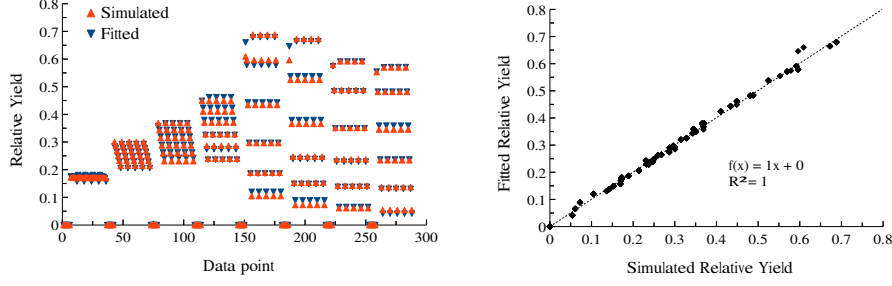 Simulated
Fitted
Relative Yield
0.8
0.7
0.6
0.5
0.4
0.3
0.2
0.1
0
0 50 100 150 200 250 300
Data point
Fitted Relative Yield
0.8
0.7
0.6
0.5
0.4
0.3
0.2
0.1
0
f(x) = 1x + 0
R² = 1
0 0.1 0.2 0.3 0.4 0.5 0.6 0.7 0.8
Simulated Relative Yield